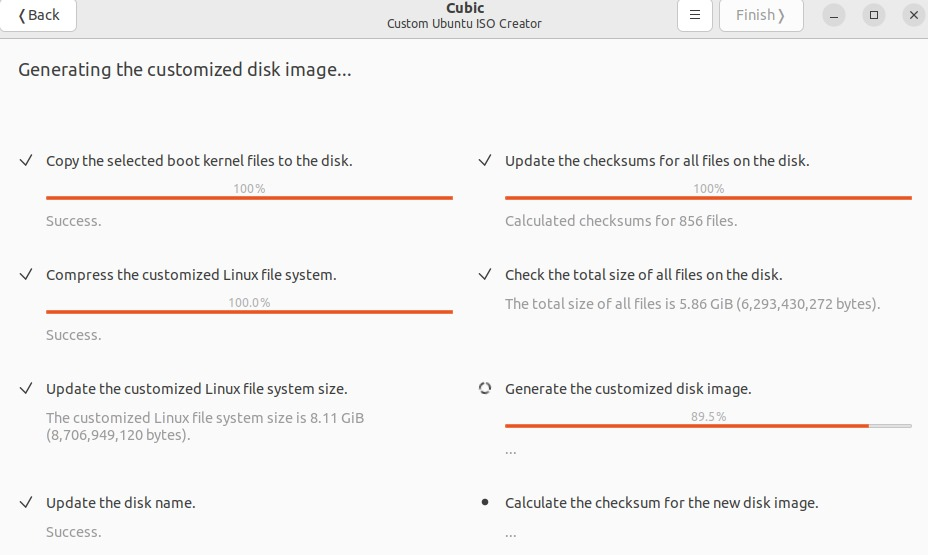 ❬Back
Cubic
Custom Ubuntu ISO Creator
Finish❭
Generating the customized disk image...
Copy the selected boot kernel files to the disk.
100%
Success.
Compress the customized Linux file system.
100.0%
Success.
Update the customized Linux file system size.
The customized Linux file system size is 8.11 GiB
(8,706,949,120 bytes).
Update the disk name.
Success.
Update the checksums for all files on the disk.
100%
Calculated checksums for 856 files.
Check the total size of all files on the disk.
The total size of all files is 5.86 GiB (6,293,430,272 bytes).
Generate the customized disk image.
89.5%
...
Calculate the checksum for the new disk image.
...